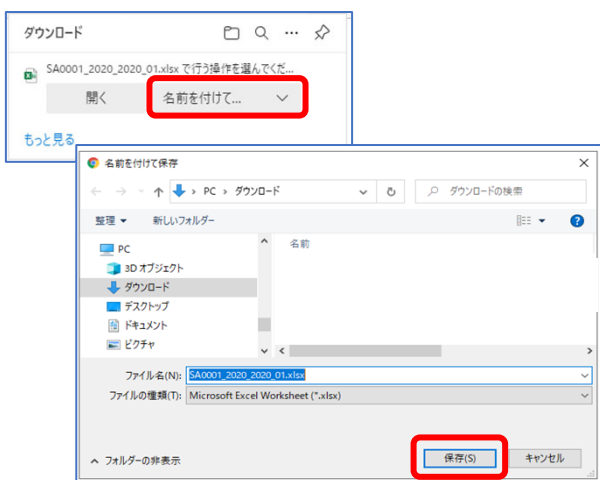 ダウンロード
SA0001_2020_2020_01.xlsx で行う操作を選んでくだ...
開く 名前を付けて...
もっと見る
名前を付けて保存
PC > ダウンロード ダウンロードの検索
整理 新しいフォルダー
PC 名前
3D オブジェクト
ダウンロード
デスクトップ
ドキュメント
ピクチャ
ファイル名(N): SA0001_2020_2020_01.xlsx
ファイルの種類(T): Microsoft Excel Worksheet (*.xlsx)
フォルダーの非表示 保存(S) キャンセル